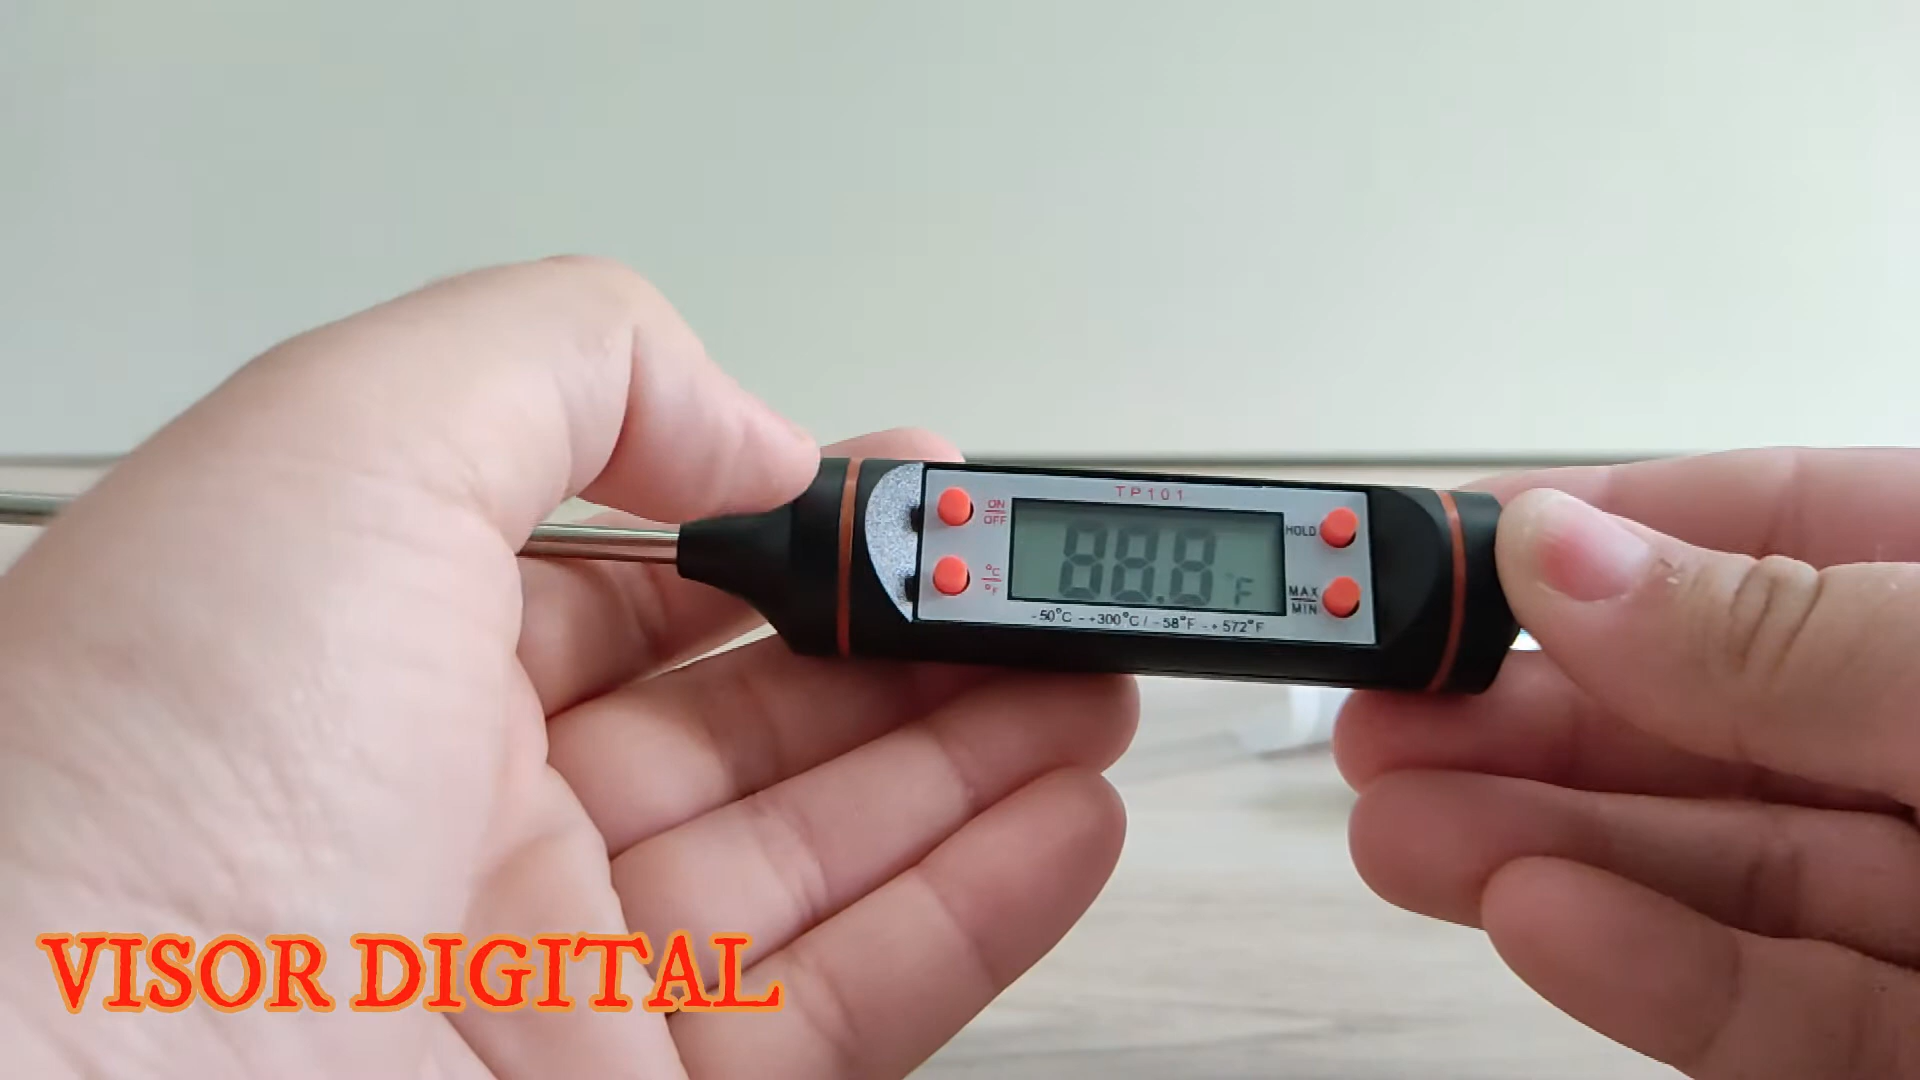 TP101
ON
OFF
°C
°F
88.8 °F
HOLD
MAX
MIN
-50°C - +300°C / -58°F - +572°F
VISOR DIGITAL